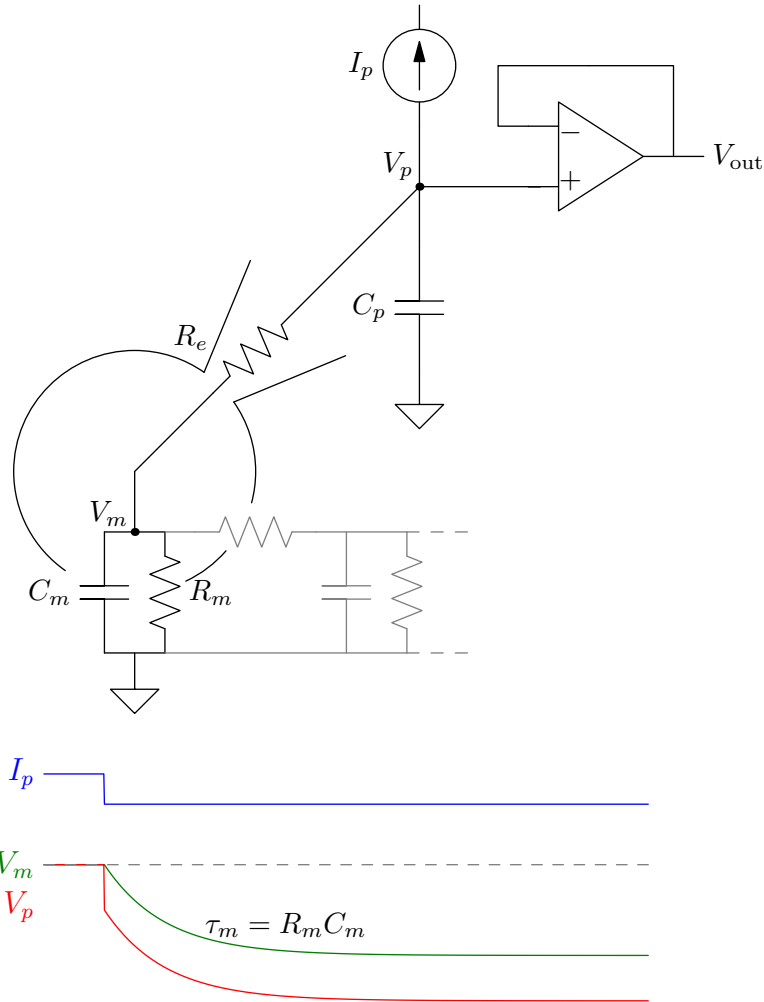 I_p
−
V_out
V_p
+
C_p
R_e
V_m
C_m
R_m
I_p
V_m
V_p
τ_m = R_m C_m